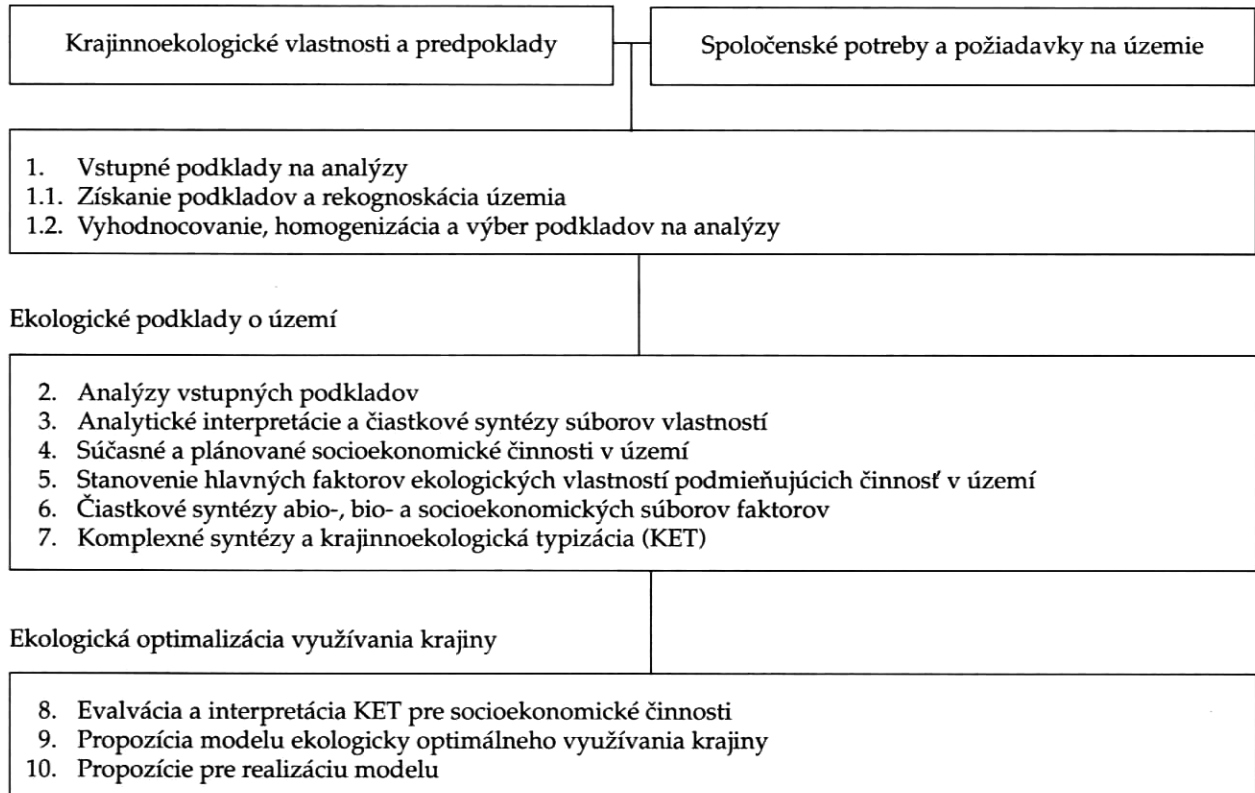 Krajinnoekologické vlastnosti a predpoklady
Spoločenské potreby a požiadavky na územie
1. Vstupné podklady na analýzy
1.1. Získanie podkladov a rekognoskácia územia
1.2. Vyhodnocovanie, homogenizácia a výber podkladov na analýzy
Ekologické podklady o území
2. Analýzy vstupných podkladov
3. Analytické interpretácie a čiastkové syntézy súborov vlastností
4. Súčasné a plánované socioekonomické činnosti v území
5. Stanovenie hlavných faktorov ekologických vlastností podmieňujúcich činnosť v území
6. Čiastkové syntézy abio-, bio- a socioekonomických súborov faktorov
7. Komplexné syntézy a krajinnoekologická typizácia (KET)
Ekologická optimalizácia využívania krajiny
8. Evalvácia a interpretácia KET pre socioekonomické činnosti
9. Propozícia modelu ekologicky optimálneho využívania krajiny
10. Propozície pre realizáciu modelu